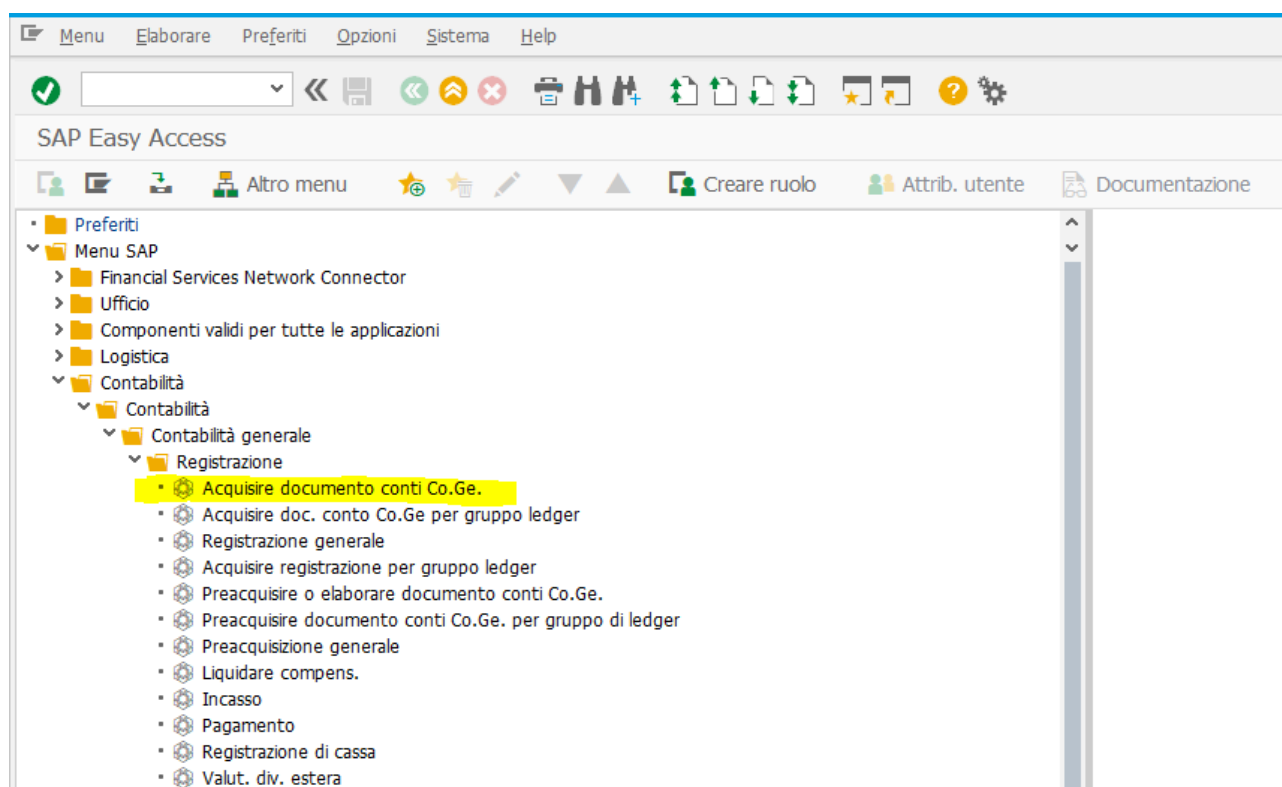 Menu Elaborare Preferiti Opzioni Sistema Help
SAP Easy Access
Altro menu Creare ruolo Attrib. utente Documentazione
Preferiti
Menu SAP
Financial Services Network Connector
Ufficio
Componenti validi per tutte le applicazioni
Logistica
Contabilità
Contabilità
Contabilità generale
Registrazione
Acquisire documento conti Co.Ge.
Acquisire doc. conto Co.Ge per gruppo ledger
Registrazione generale
Acquisire registrazione per gruppo ledger
Preacquisire o elaborare documento conti Co.Ge.
Preacquisire documento conti Co.Ge. per gruppo di ledger
Preacquisizione generale
Liquidare compens.
Incasso
Pagamento
Registrazione di cassa
Valut. div. estera